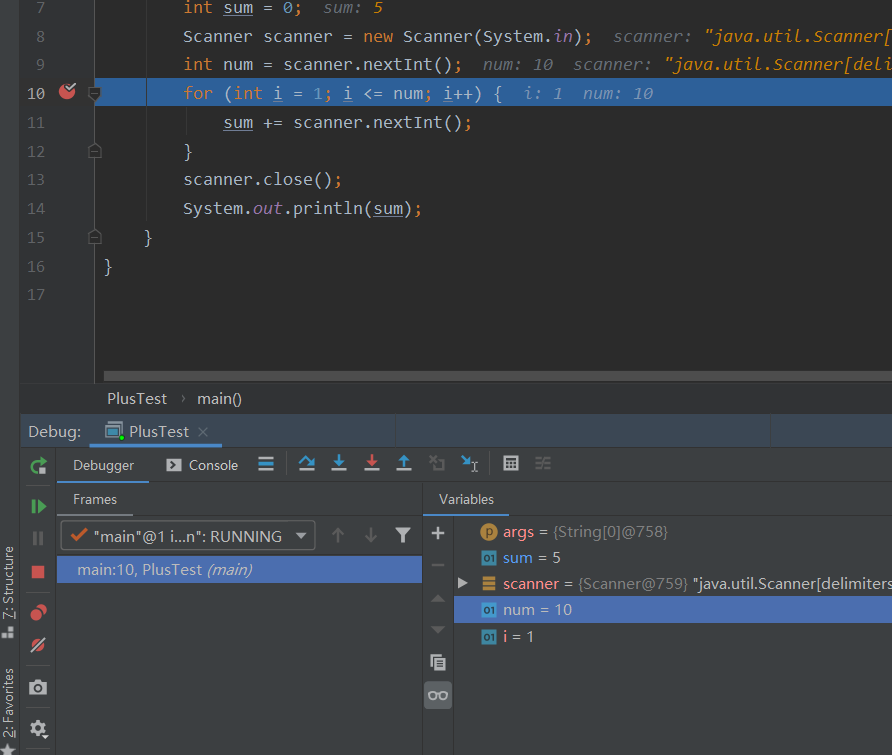 7 int sum = 0; sum: 5
8 Scanner scanner = new Scanner(System.in); scanner: "java.util.Scanner[
9 int num = scanner.nextInt(); num: 10 scanner: "java.util.Scanner[deli
10 for (int i = 1; i <= num; i++) { i: 1 num: 10
11 sum += scanner.nextInt();
12 }
13 scanner.close();
14 System.out.println(sum);
15 }
16 }
17
PlusTest › main()
Debug: PlusTest ×
Debugger Console
Frames
Variables
"main"@1 i...n": RUNNING
main:10, PlusTest (main)
args = {String[0]@758}
sum = 5
scanner = {Scanner@759} "java.util.Scanner[delimiters
num = 10
i = 1
7: Structure
2: Favorites